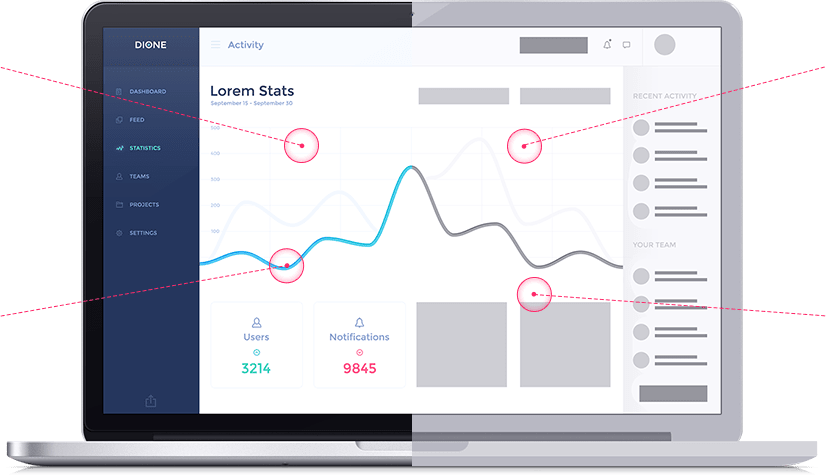 DIONE
Activity
DASHBOARD
FEED
STATISTICS
TEAMS
PROJECTS
SETTINGS
Lorem Stats
September 15 - September 30
500
400
300
200
100
Users
3214
Notifications
9845
RECENT ACTIVITY
YOUR TEAM